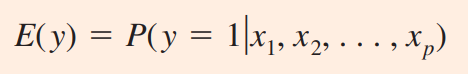 E(y) = P(y = 1|x₁, x₂, . . . , xₚ)